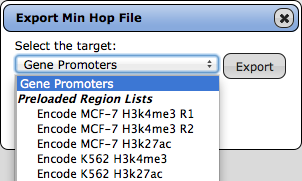 Export Min Hop File
Select the target:
Gene Promoters
Export
Gene Promoters
Preloaded Region Lists
Encode MCF-7 H3k4me3 R1
Encode MCF-7 H3k4me3 R2
Encode MCF-7 H3k27ac
Encode K562 H3k4me3
Encode K562 H3k27ac